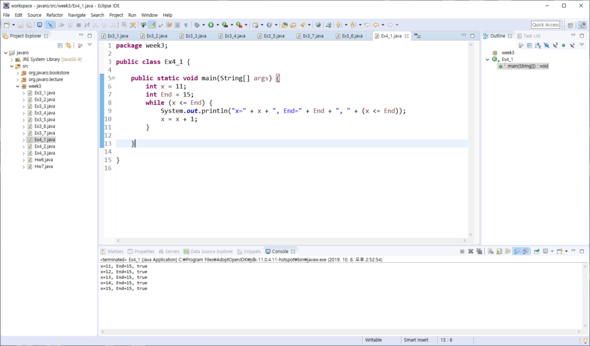 workspace - javaro/src/week3/Ex4_1.java - Eclipse IDE
File Edit Source Refactor Navigate Search Project Run Window Help
Quick Access
Project Explorer
javaro
JRE System Library [JavaSE-11]
src
org.javaro.bookstore
org.javaro.lecture
week3
Ex3_1.java
Ex3_2.java
Ex3_3.java
Ex3_4.java
Ex3_5.java
Ex3_6.java
Ex3_7.java
Ex4_1.java
Ex4_2.java
Ex4_3.java
Hw6.java
Hw7.java
Ex3_1.java Ex3_2.java Ex3_3.java Ex3_4.java Ex3_5.java Ex3_7.java Ex3_6.java Ex4_1.java
1 package week3;
2
3 public class Ex4_1 {
4
5 public static void main(String[] args) {
6 int x = 11;
7 int End = 15;
8 while (x <= End) {
9 System.out.println("x=" + x + ", End=" + End + ", " + (x <= End));
10 x = x + 1;
11 }
12
13 }
14
15 }
16
Outline Task List
week3
Ex4_1
main(String[]) : void
Markers Properties Servers Data Source Explorer Snippets Console
<terminated> Ex4_1 [Java Application] C:₩Program Files₩AdoptOpenJDK₩jdk-11.0.4.11-hotspot₩bin₩javaw.exe (2019. 10. 8. 오후 2:52:54)
x=11, End=15, true
x=12, End=15, true
x=13, End=15, true
x=14, End=15, true
x=15, End=15, true
Writable Smart Insert 13 : 6